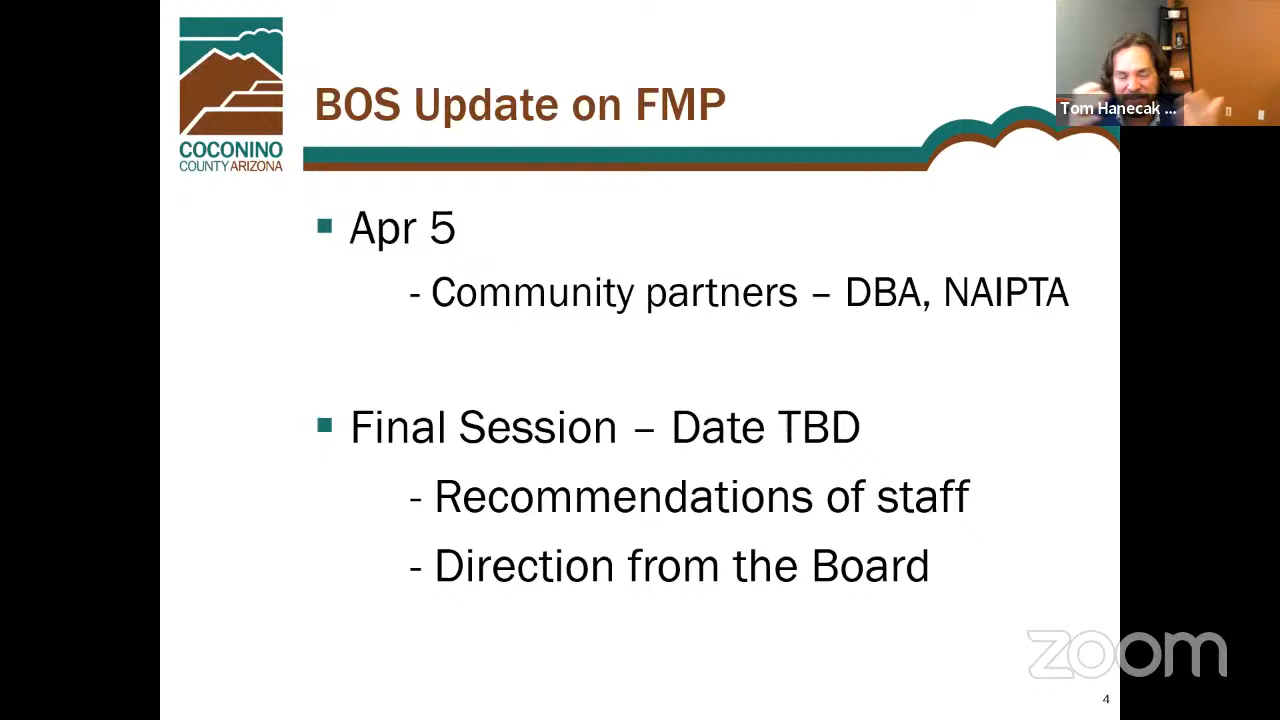 BOS Update on FMP
Tom Hanecak ...
COCONINO
COUNTY ARIZONA
▪ Apr 5
- Community partners – DBA, NAIPTA
▪ Final Session – Date TBD
- Recommendations of staff
- Direction from the Board
zoom
4